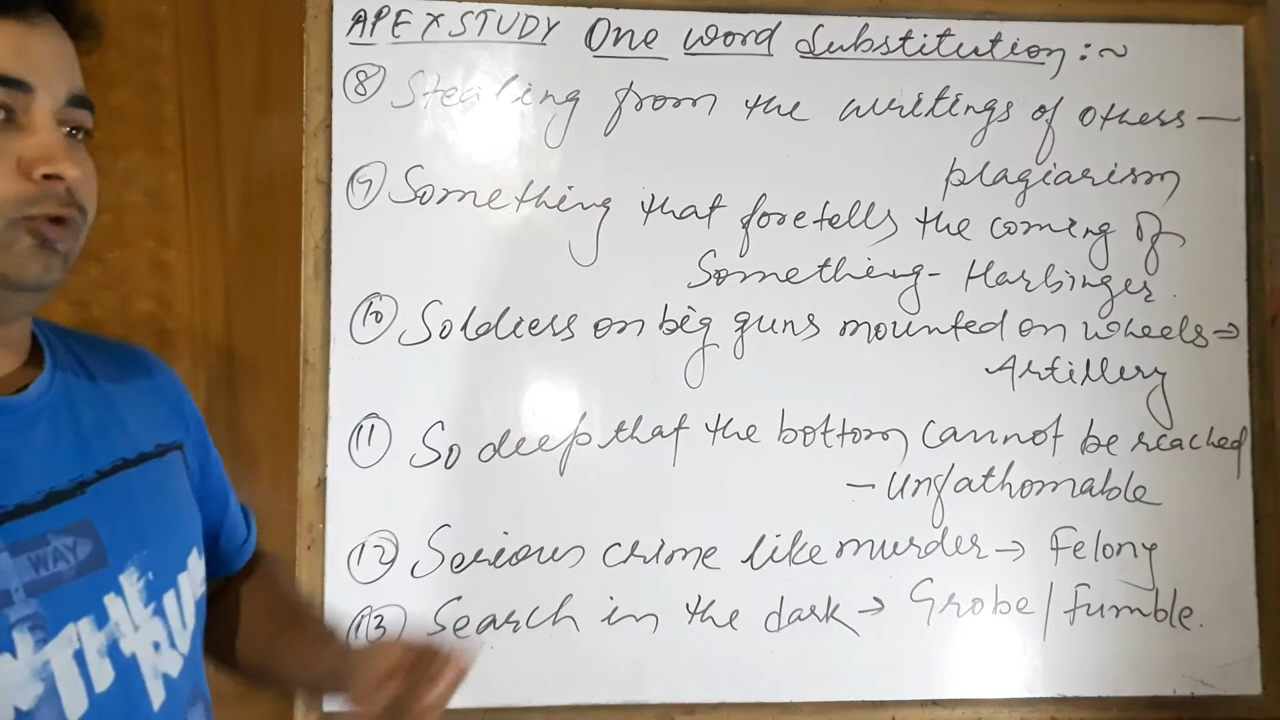 APEX STUDY One word Substitution :~
⑧ Stealing from the writings of others —
plagiarism
⑨ Something that foretells the coming of
Something - Harbinger.
⑩ Soldiers on big guns mounted on wheels →
Artillery
⑪ So deep that the bottom cannot be reached
- Unfathomable
⑫ Serious crime like murder → Felony
⑬ Search in the dark → Grobe / Fumble.
WAY
THE